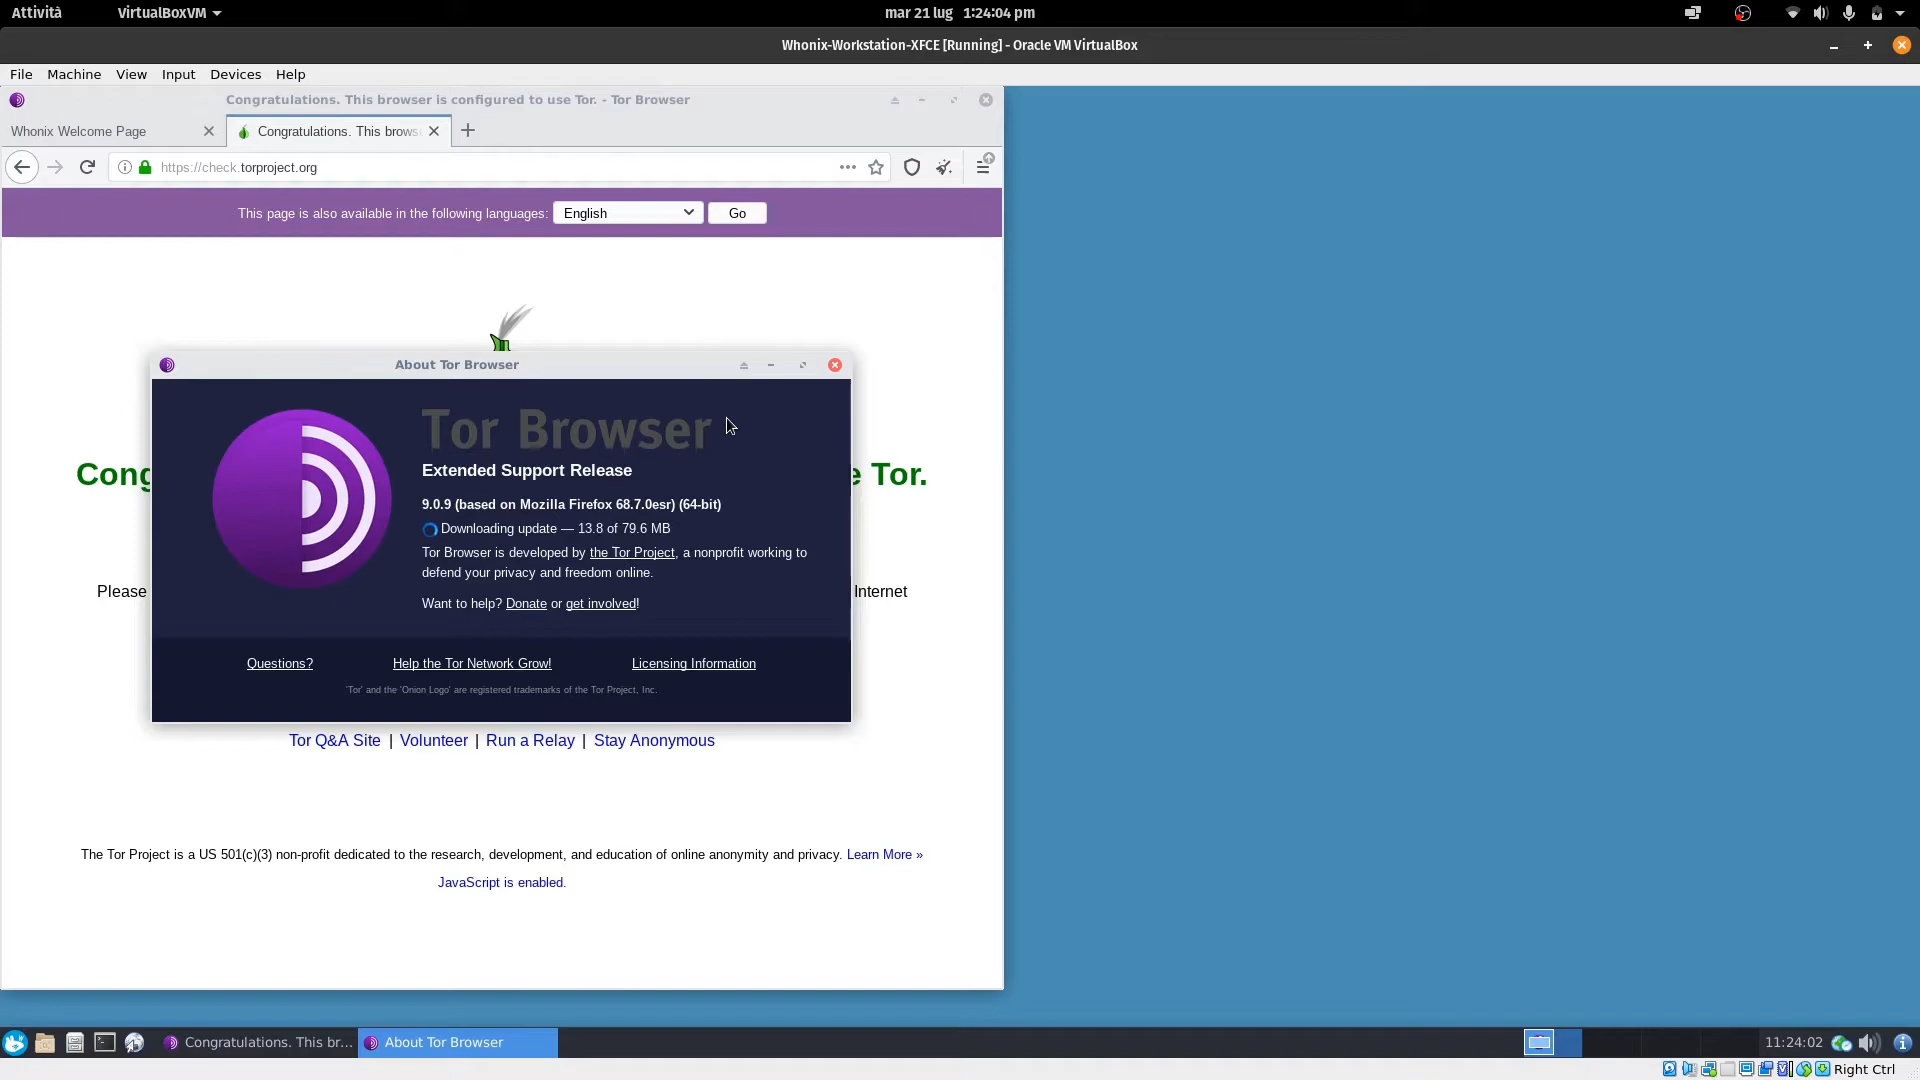 Attività VirtualBoxVM mar 21 lug 1:24:04 pm
Whonix-Workstation-XFCE [Running] - Oracle VM VirtualBox
File Machine View Input Devices Help
Congratulations. This browser is configured to use Tor. - Tor Browser
Whonix Welcome Page Congratulations. This brows
https://check.torproject.org
This page is also available in the following languages: English Go
About Tor Browser
Tor Browser
Extended Support Release
Cong e Tor.
9.0.9 (based on Mozilla Firefox 68.7.0esr) (64-bit)
Downloading update — 13.8 of 79.6 MB
Tor Browser is developed by the Tor Project, a nonprofit working to
defend your privacy and freedom online.
Please Internet
Want to help? Donate or get involved!
Questions? Help the Tor Network Grow! Licensing Information
'Tor' and the 'Onion Logo' are registered trademarks of the Tor Project, Inc.
Tor Q&A Site | Volunteer | Run a Relay | Stay Anonymous
The Tor Project is a US 501(c)(3) non-profit dedicated to the research, development, and education of online anonymity and privacy. Learn More »
JavaScript is enabled.
Congratulations. This br... About Tor Browser 11:24:02
Right Ctrl